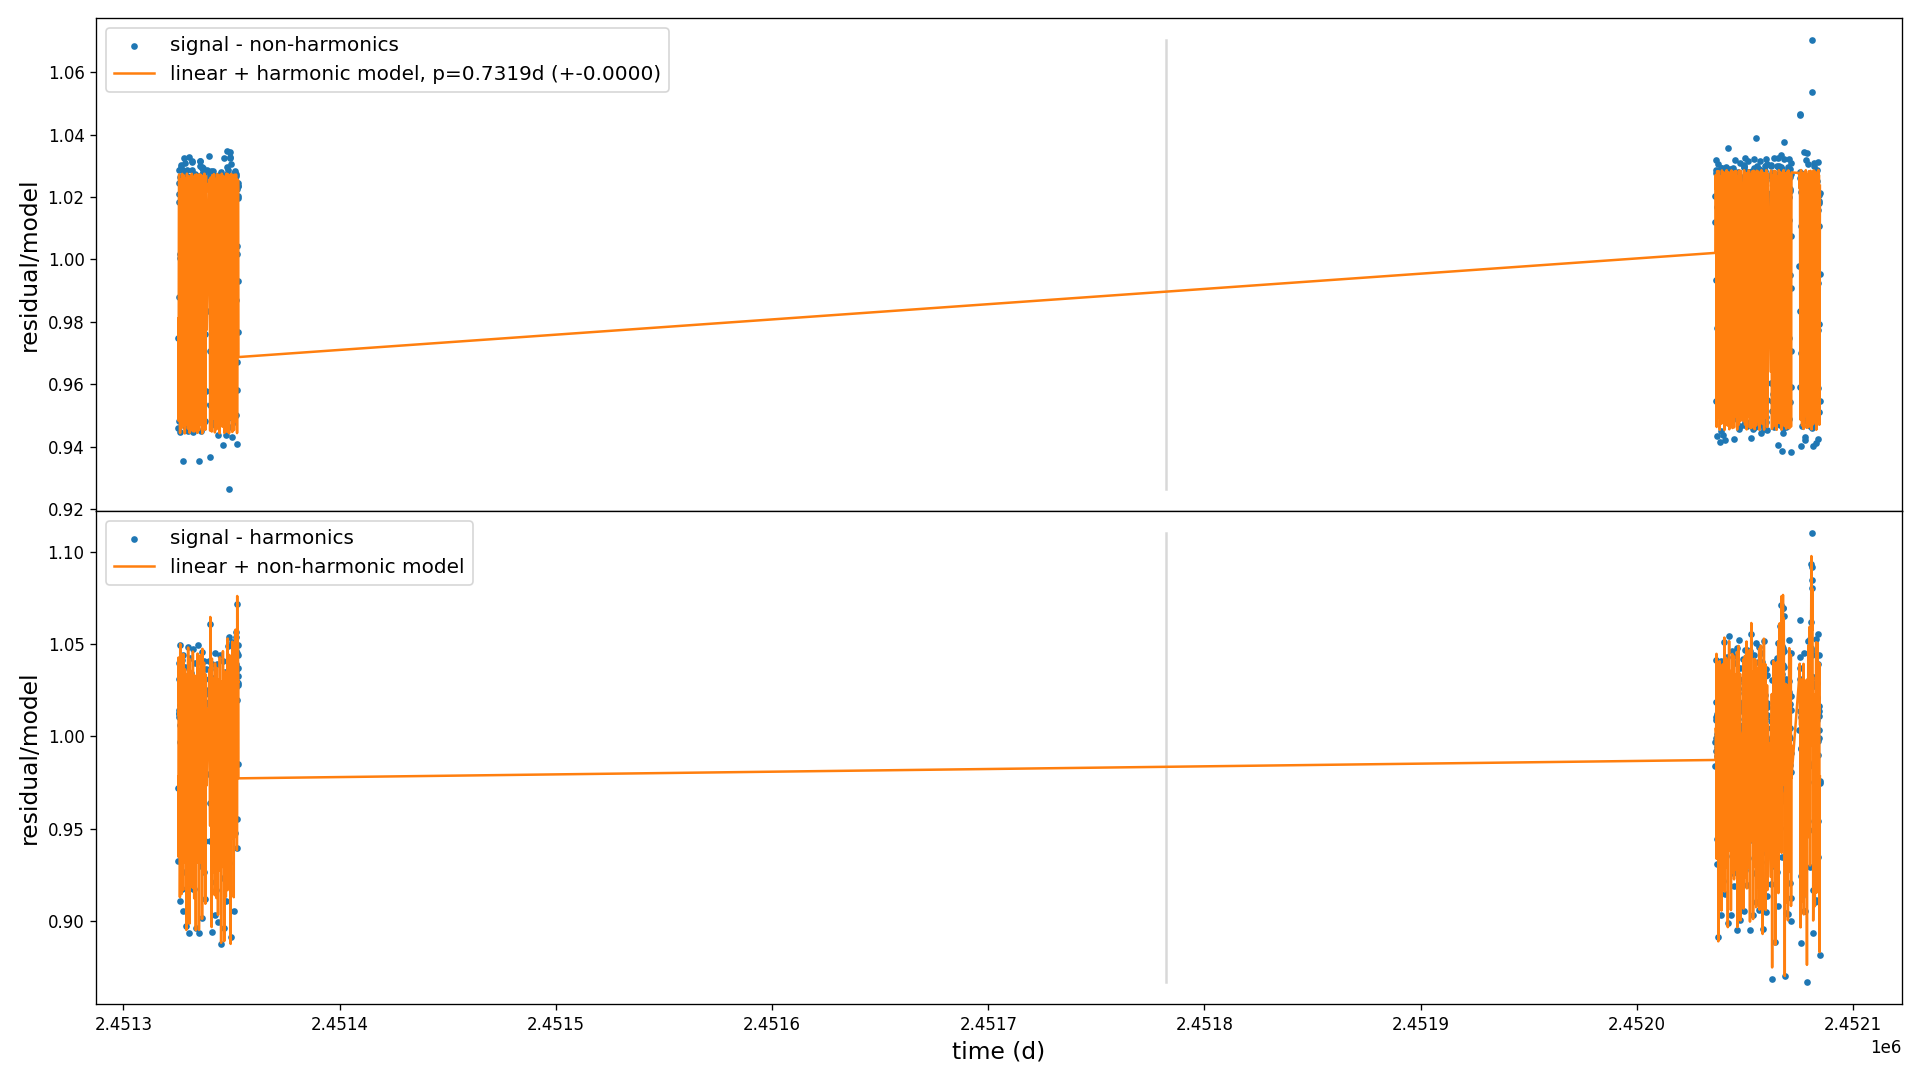 signal - non-harmonics
linear + harmonic model, p=0.7319d (+-0.0000)
residual/model
1.06
1.04
1.02
1.00
0.98
0.96
0.94
0.92
signal - harmonics
linear + non-harmonic model
residual/model
1.10
1.05
1.00
0.95
0.90
2.4513 2.4514 2.4515 2.4516 2.4517 2.4518 2.4519 2.4520 2.4521
1e6
time (d)